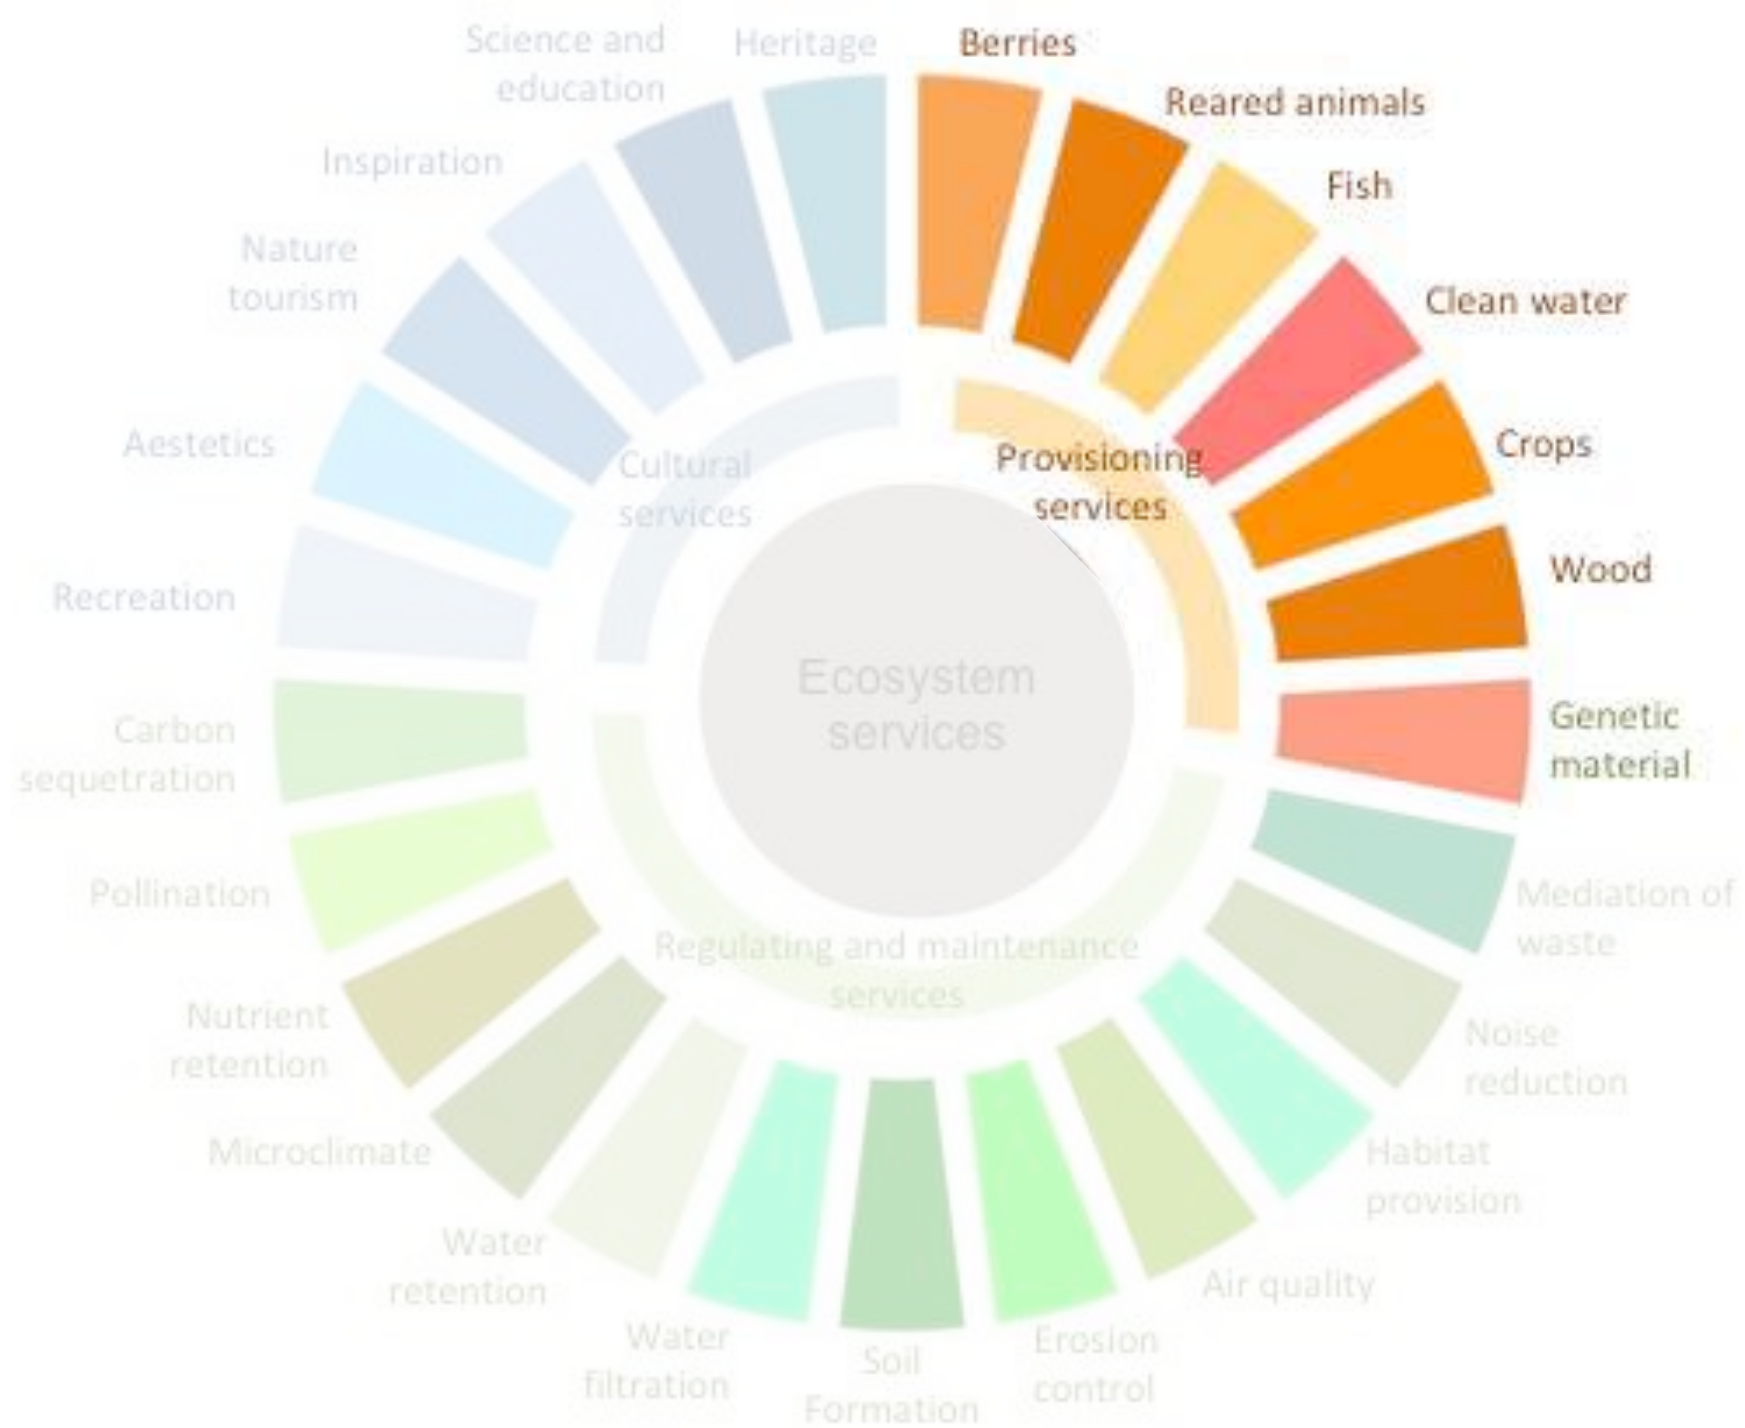 Science and
education
Heritage
Berries
Reared animals
Fish
Clean water
Crops
Wood
Genetic
material
Mediation of
waste
Noise
reduction
Habitat
provision
Air quality
Erosion
control
Soil
Formation
Water
filtration
Water
retention
Microclimate
Nutrient
retention
Pollination
Carbon
sequetration
Recreation
Aestetics
Nature
tourism
Inspiration
Cultural
services
Provisioning
services
Ecosystem
services
Regulating and maintenance
services